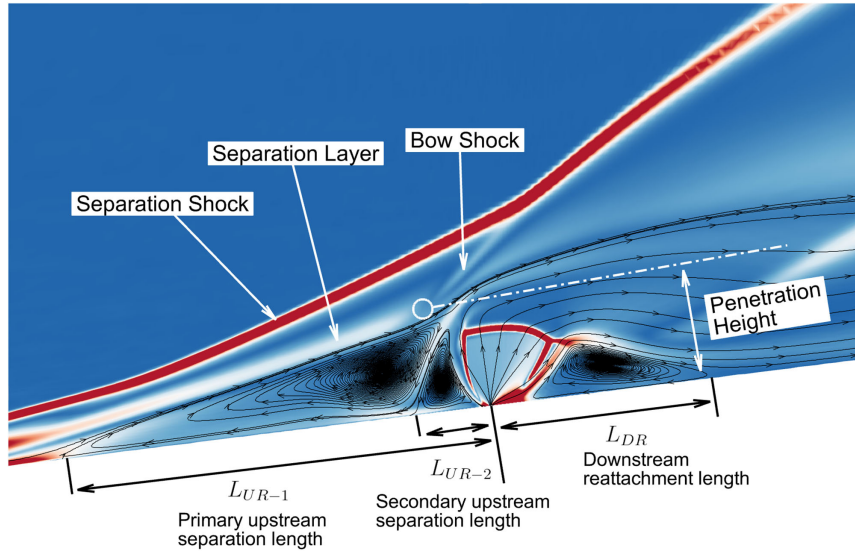 Bow Shock
Separation Layer
Separation Shock
Penetration
Height
L_{DR}
Downstream
reattachment length
L_{UR-2}
Secondary upstream
separation length
L_{UR-1}
Primary upstream
separation length